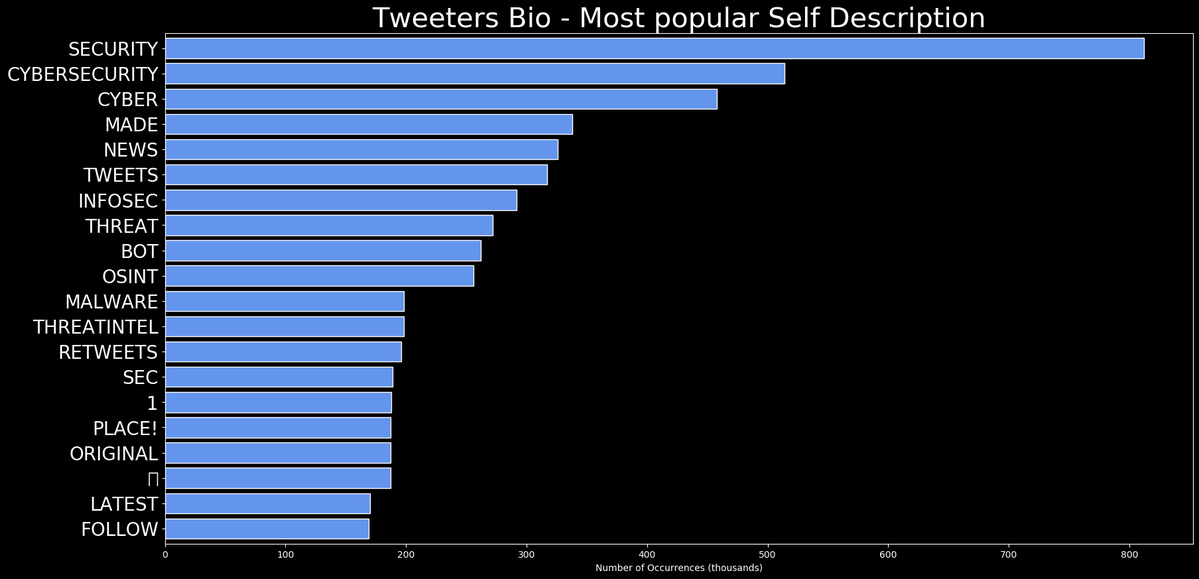 Tweeters Bio - Most popular Self Description
SECURITY
CYBERSECURITY
CYBER
MADE
NEWS
TWEETS
INFOSEC
THREAT
BOT
OSINT
MALWARE
THREATINTEL
RETWEETS
SEC
1
PLACE!
ORIGINAL
LATEST
FOLLOW
0 100 200 300 400 500 600 700 800
Number of Occurrences (thousands)